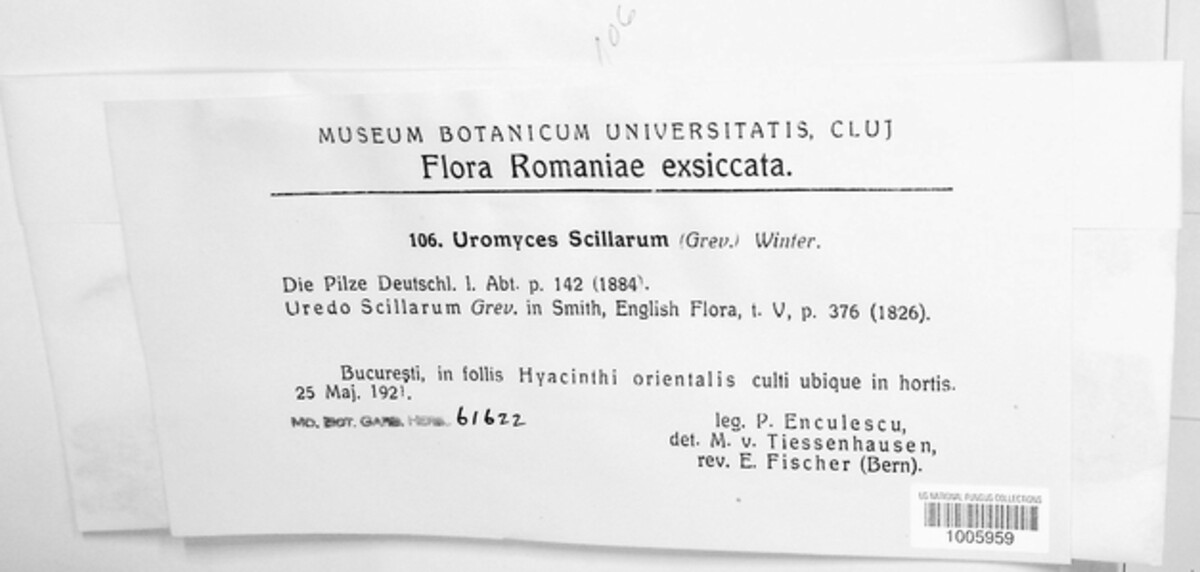 106
MUSEUM BOTANICUM UNIVERSITATIS, CLUJ
Flora Romaniae exsiccata.
106. Uromyces Scillarum (Grev.) Winter.
Die Pilze Deutschl. I. Abt. p. 142 (1884).
Uredo Scillarum Grev. in Smith, English Flora, t. V, p. 376 (1826).
Bucureşti, in follis Hyacinthi orientalis culti ubique in hortis.
25 Maj. 1921.
MO. BOT. GARD. HERB. 61622
leg. P. Enculescu,
det. M. v. Tiessenhausen,
rev. E. Fischer (Bern).
US NATIONAL FUNGUS COLLECTIONS
1005959